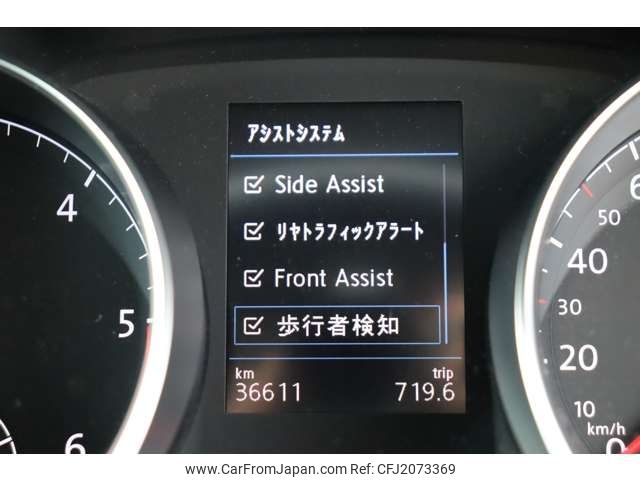 ｱｼｽﾄｼｽﾃﾑ
Side Assist
ﾘﾔﾄﾗﾌｨｯｸｱﾗｰﾄ
Front Assist
歩行者検知
km trip
36611 719.6
4
5
6
50
40
30
20
10
km/h
0
www.CarFromJapan.com : CFJ2073369